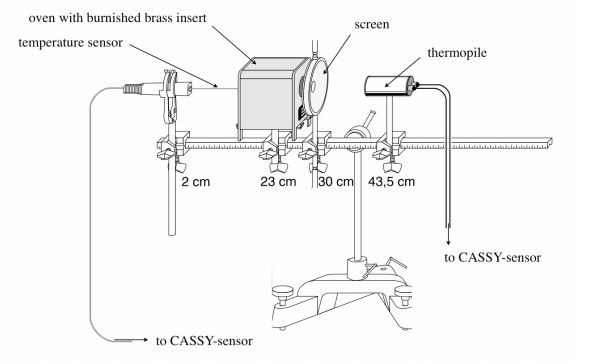 oven with burnished brass insert
screen
temperature sensor
thermopile
2 cm
23 cm
30 cm
43,5 cm
to CASSY-sensor
to CASSY-sensor